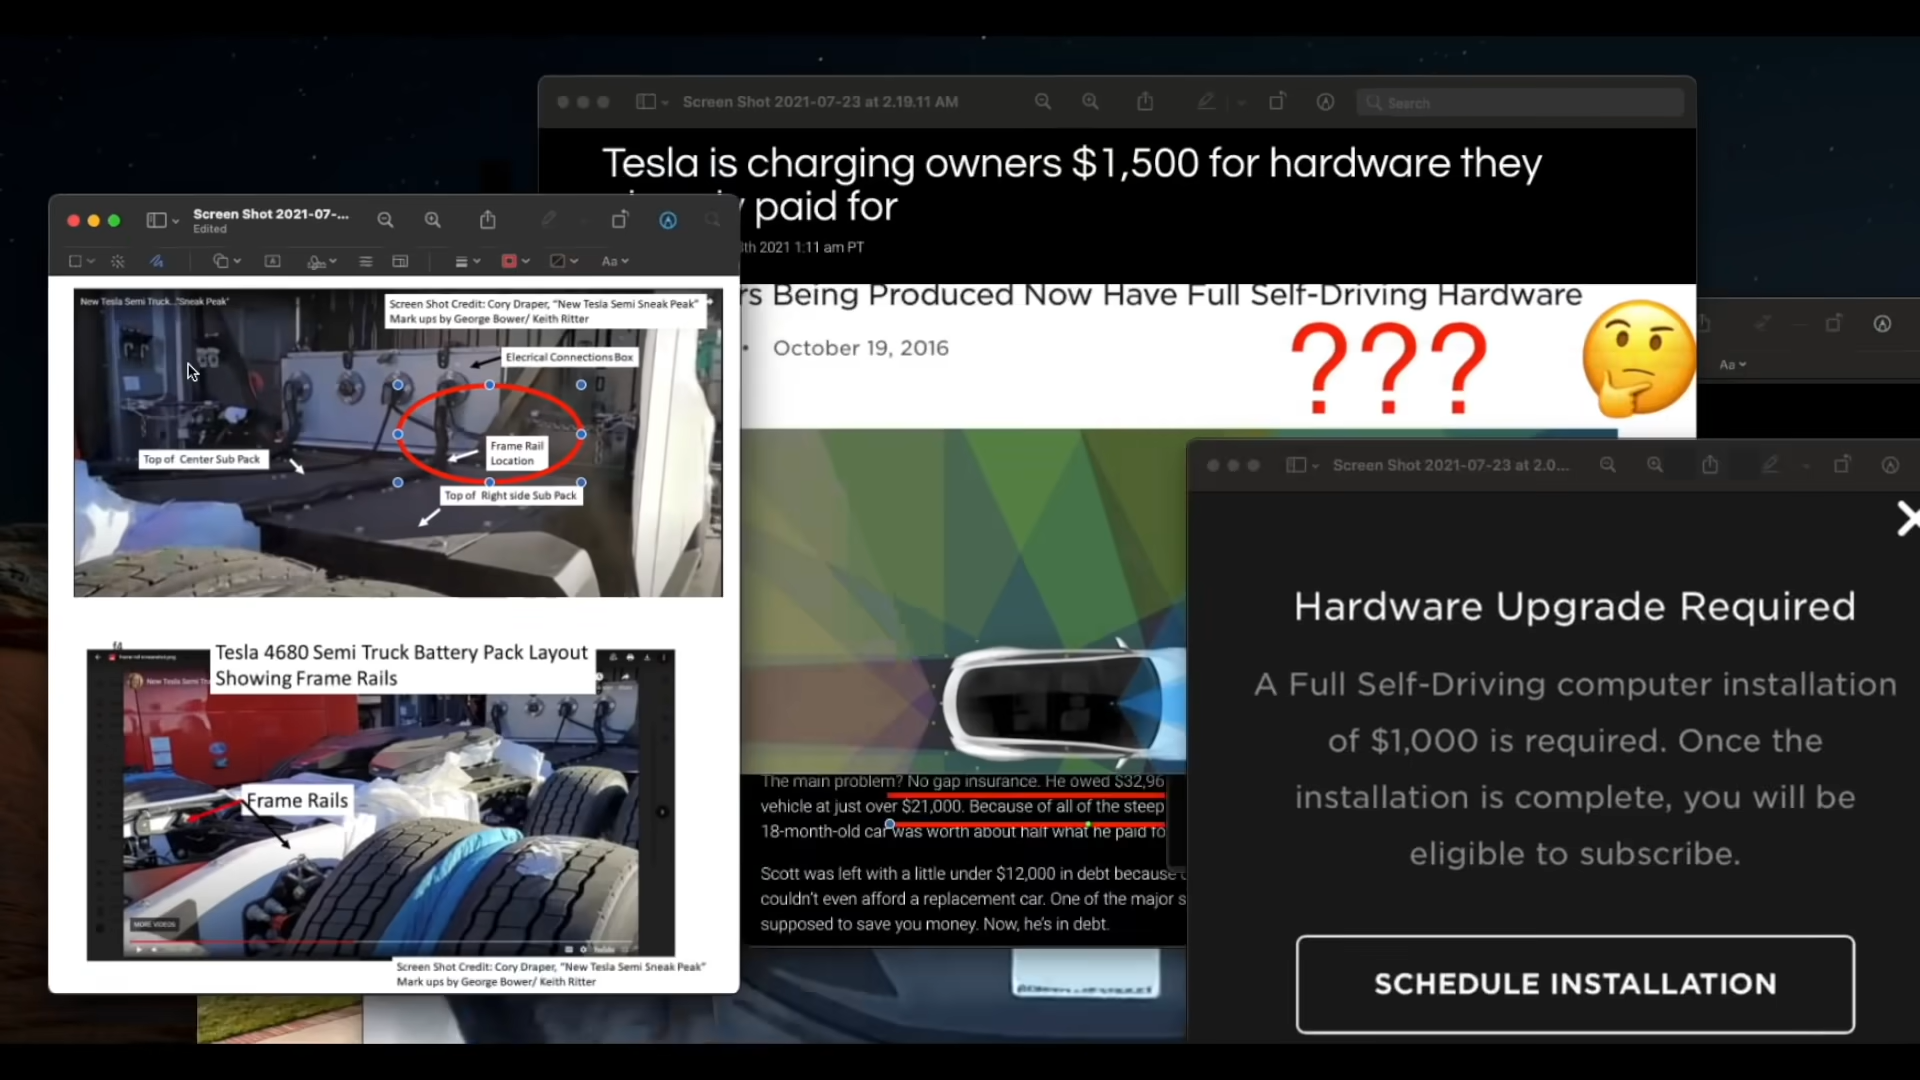 Screen Shot 2021-07-23 at 2.19.11 AM
Search
Tesla is charging owners $1,500 for hardware they
paid for
th 2021 1:11 am PT
Screen Shot 2021-07-...
Edited
Aa
New Tesla Semi Truck..."Sneak Peak"
Screen Shot Credit: Cory Draper, "New Tesla Semi Sneak Peak"
Mark ups by George Bower/ Keith Ritter
Elecrical Connections Box
Frame Rail
Location
Top of Center Sub Pack
Top of Right side Sub Pack
f4
Tesla 4680 Semi Truck Battery Pack Layout
Showing Frame Rails
New Tesla Semi Tru
Frame Rails
MORE VIDEOS
YouTube
Screen Shot Credit: Cory Draper, "New Tesla Semi Sneak Peak"
Mark ups by George Bower/ Keith Ritter
rs Being Produced Now Have Full Self-Driving Hardware
• October 19, 2016
???
Aa
The main problem? No gap insurance. He owed $32,96
vehicle at just over $21,000. Because of all of the steep
18-month-old car was worth about half what he paid fo
Scott was left with a little under $12,000 in debt because
couldn't even afford a replacement car. One of the major s
supposed to save you money. Now, he's in debt.
Screen Shot 2021-07-23 at 2.0...
Hardware Upgrade Required
A Full Self-Driving computer installation
of $1,000 is required. Once the
installation is complete, you will be
eligible to subscribe.
SCHEDULE INSTALLATION